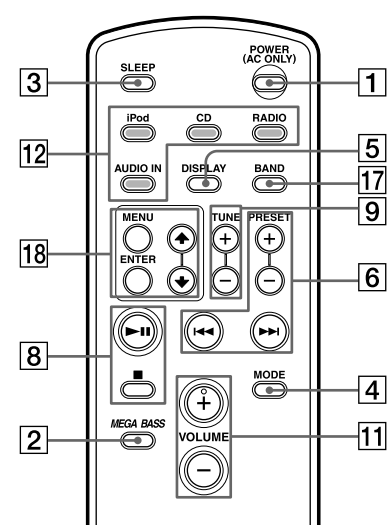 POWER
(AC ONLY)
SLEEP
3
1
iPod CD RADIO
12
5
AUDIO IN DISPLAY BAND
17
9
MENU TUNE PRESET
+ +
18
ENTER
6
− −
8
MODE
4
MEGA BASS
2
+
VOLUME
11
−